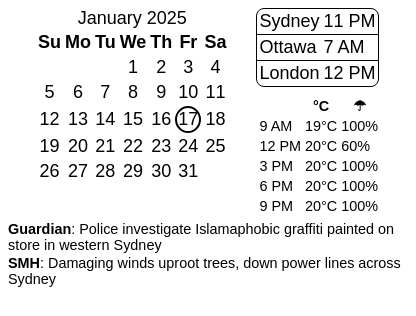 January 2025
Su Mo Tu We Th Fr Sa
1 2 3 4
5 6 7 8 9 10 11
12 13 14 15 16 17 18
19 20 21 22 23 24 25
26 27 28 29 30 31
Sydney 11 PM
Ottawa 7 AM
London 12 PM
°C ☂
9 AM 19°C 100%
12 PM 20°C 60%
3 PM 20°C 100%
6 PM 20°C 100%
9 PM 20°C 100%
Guardian: Police investigate Islamaphobic graffiti painted on
store in western Sydney
SMH: Damaging winds uproot trees, down power lines across
Sydney